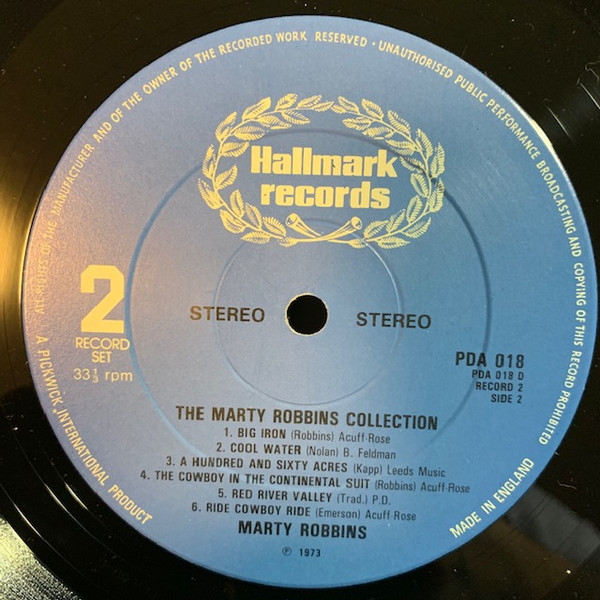 ALL RIGHTS OF THE MANUFACTURER AND OF THE OWNER OF THE RECORDED WORK RESERVED · UNAUTHORISED PUBLIC PERFORMANCE BROADCASTING AND COPYING OF THIS RECORD PROHIBITED
Hallmark
records
STEREO STEREO
2
RECORD
SET
33 1/3 rpm
PDA 018
PDA 018 D
RECORD 2
SIDE 2
THE MARTY ROBBINS COLLECTION
1. BIG IRON (Robbins) Acuff-Rose
2. COOL WATER (Nolan) B. Feldman
3. A HUNDRED AND SIXTY ACRES (Kapp) Leeds Music
4. THE COWBOY IN THE CONTINENTAL SUIT (Robbins) Acuff-Rose
5. RED RIVER VALLEY (Trad.) P.D.
6. RIDE COWBOY RIDE (Emerson) Acuff Rose
MARTY ROBBINS
℗ 1973
A PICKWICK INTERNATIONAL PRODUCT
MADE IN ENGLAND